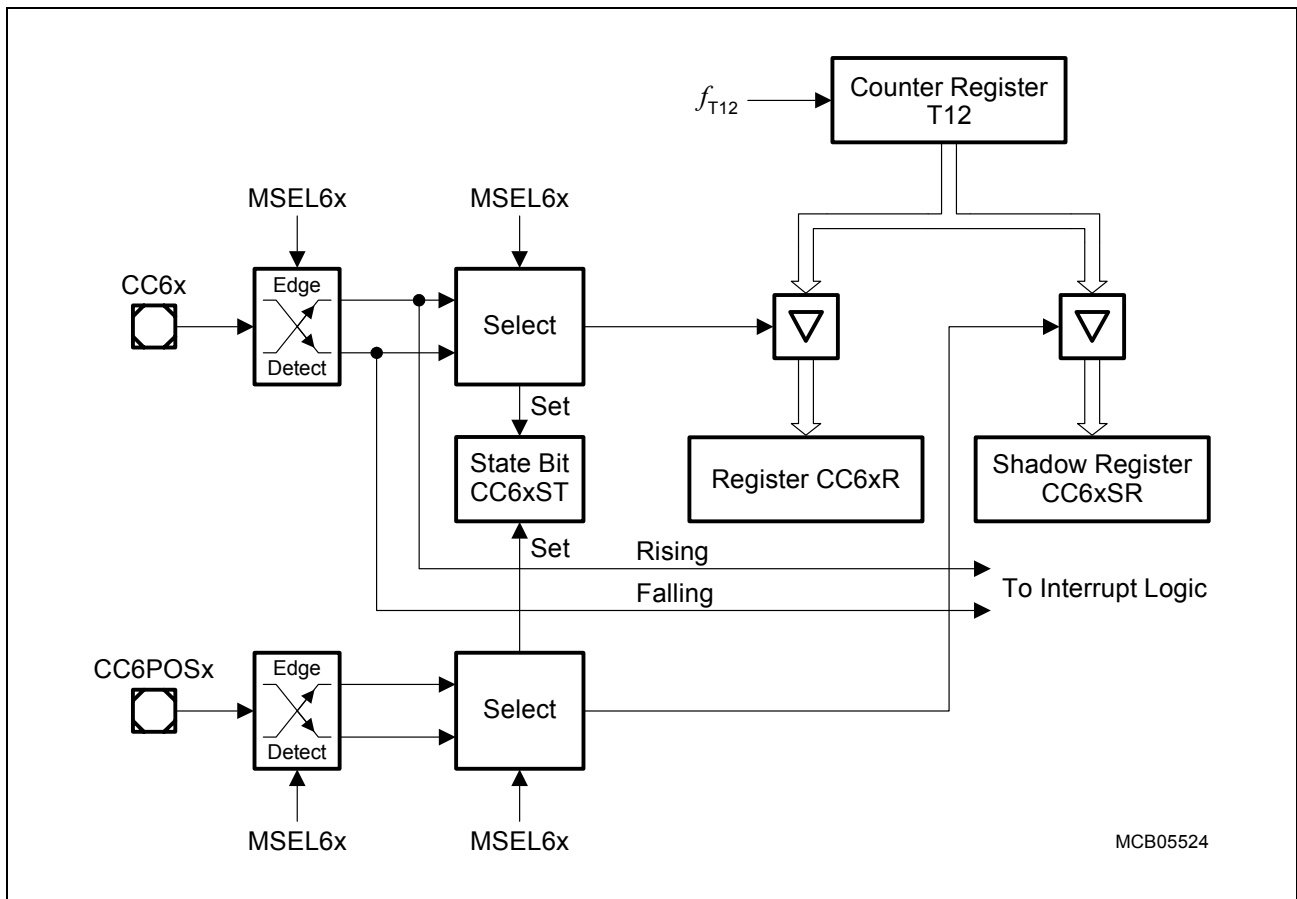 Counter Register
T12
fT12
MSEL6x
MSEL6x
CC6x
Edge
Detect
Select
Set
State Bit
CC6xST
Register CC6xR
Shadow Register
CC6xSR
Set
Rising
Falling
To Interrupt Logic
CC6POSx
Edge
Detect
Select
MSEL6x
MSEL6x
MCB05524